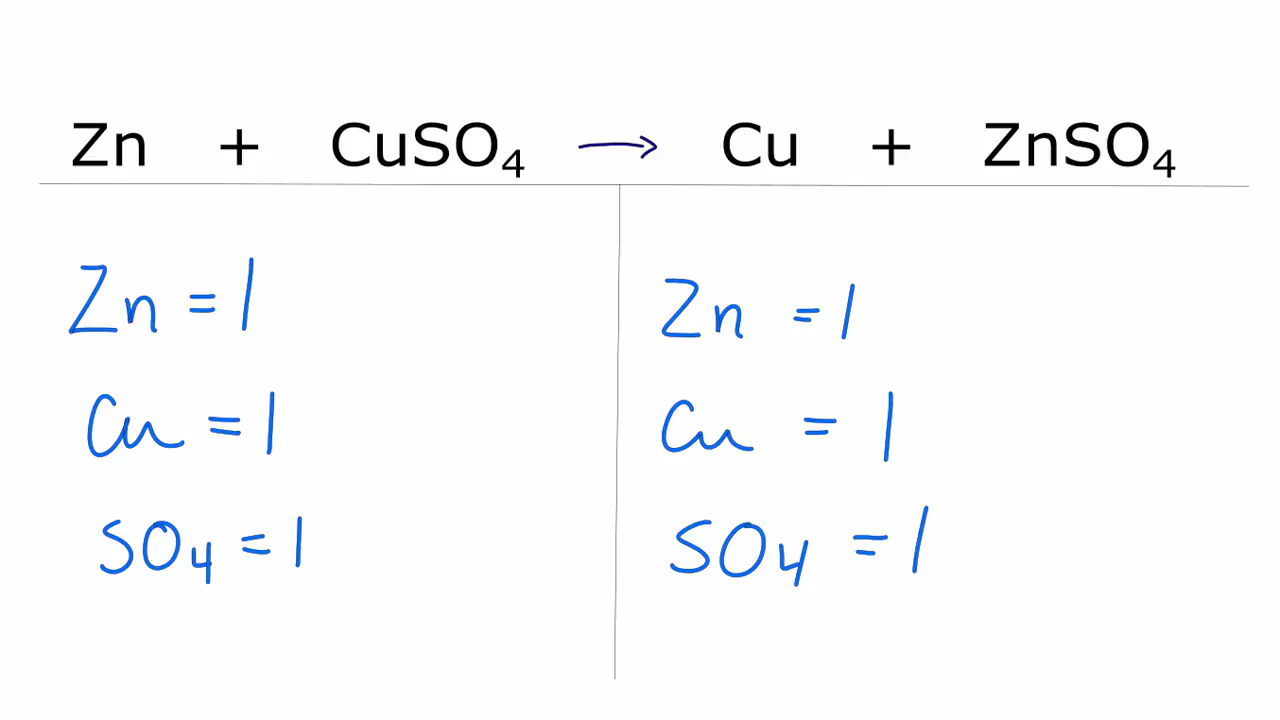 Zn + CuSO₄ → Cu + ZnSO₄
Zn = 1
Cu = 1
SO₄ = 1
Zn = 1
Cu = 1
SO₄ = 1